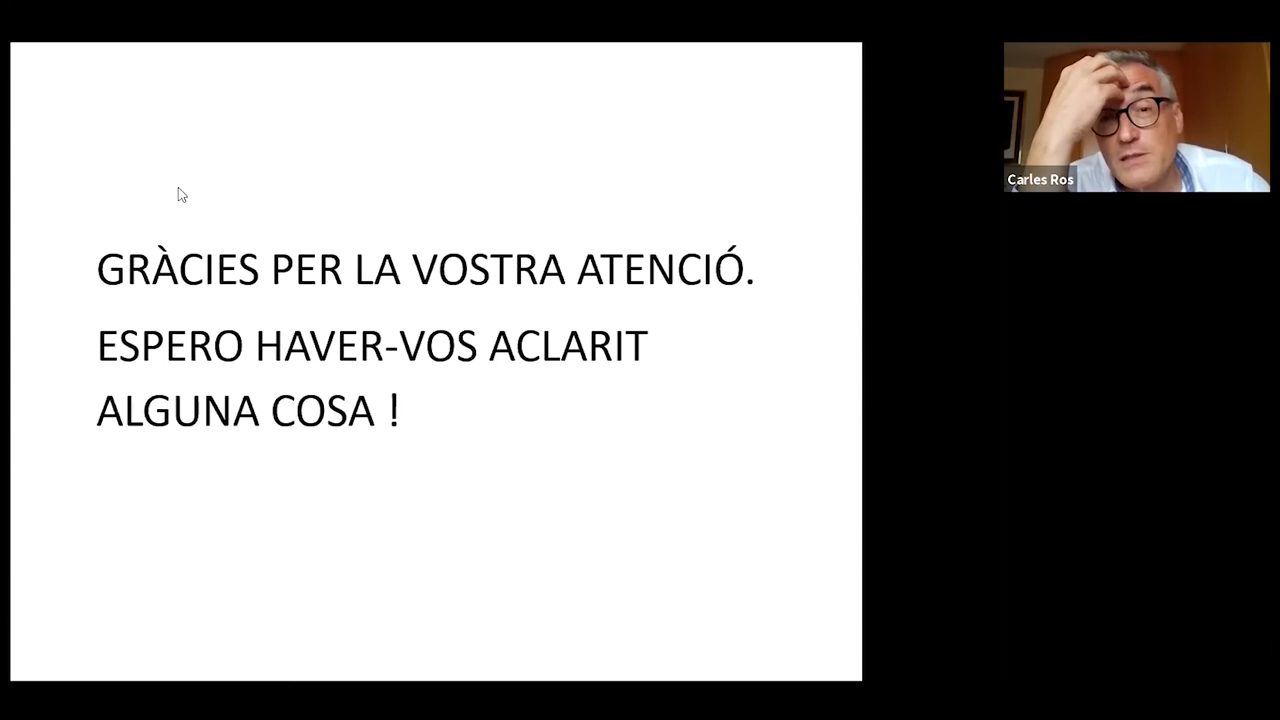 GRÀCIES PER LA VOSTRA ATENCIÓ.
ESPERO HAVER-VOS ACLARIT
ALGUNA COSA !
Carles Ros